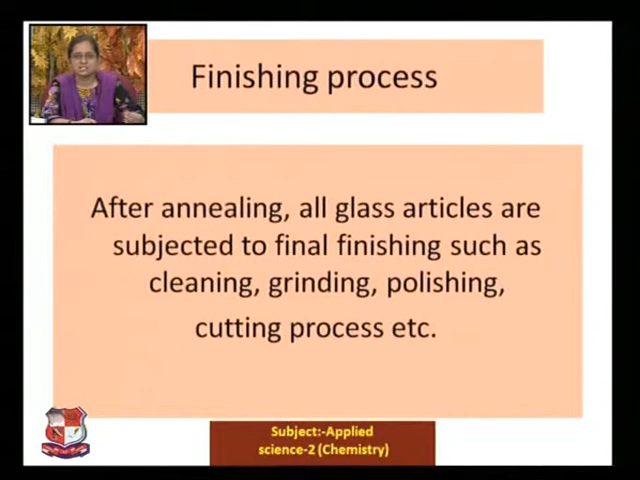 Finishing process
After annealing, all glass articles are
subjected to final finishing such as
cleaning, grinding, polishing,
cutting process etc.
Subject:-Applied
science-2 (Chemistry)